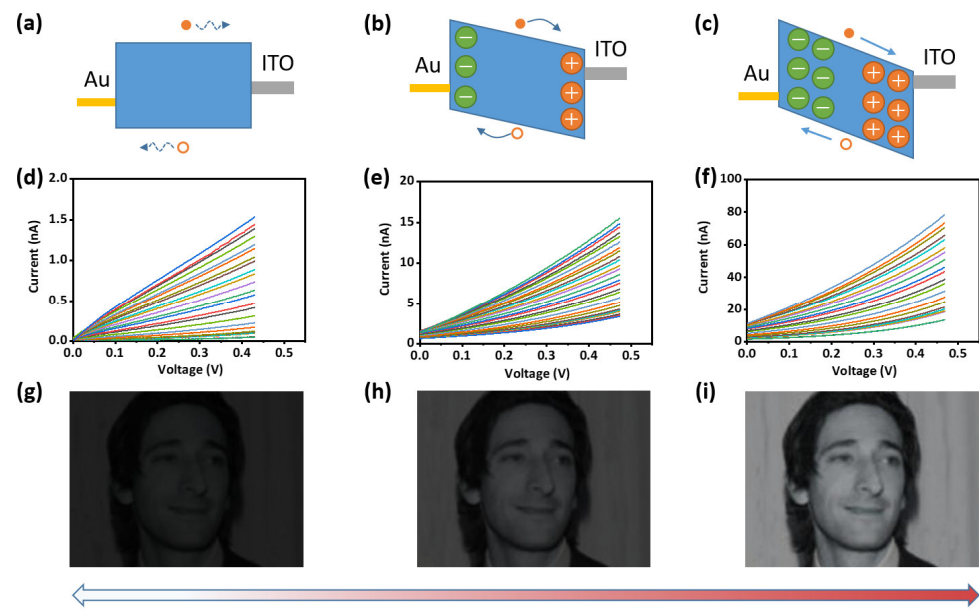 (a)
(b)
(c)
Au
ITO
Au
ITO
Au
ITO
− − −
+ + +
− − − − − −
+ + + + + +
(d)
(e)
(f)
2.0
1.5
1.0
0.5
0.0
Current (nA)
0.0 0.1 0.2 0.3 0.4 0.5
Voltage (V)
20
15
10
5
0
Current (nA)
0.0 0.1 0.2 0.3 0.4 0.5
Voltage (V)
100
80
60
40
20
0
Current (nA)
0.0 0.1 0.2 0.3 0.4 0.5
Voltage (V)
(g)
(h)
(i)